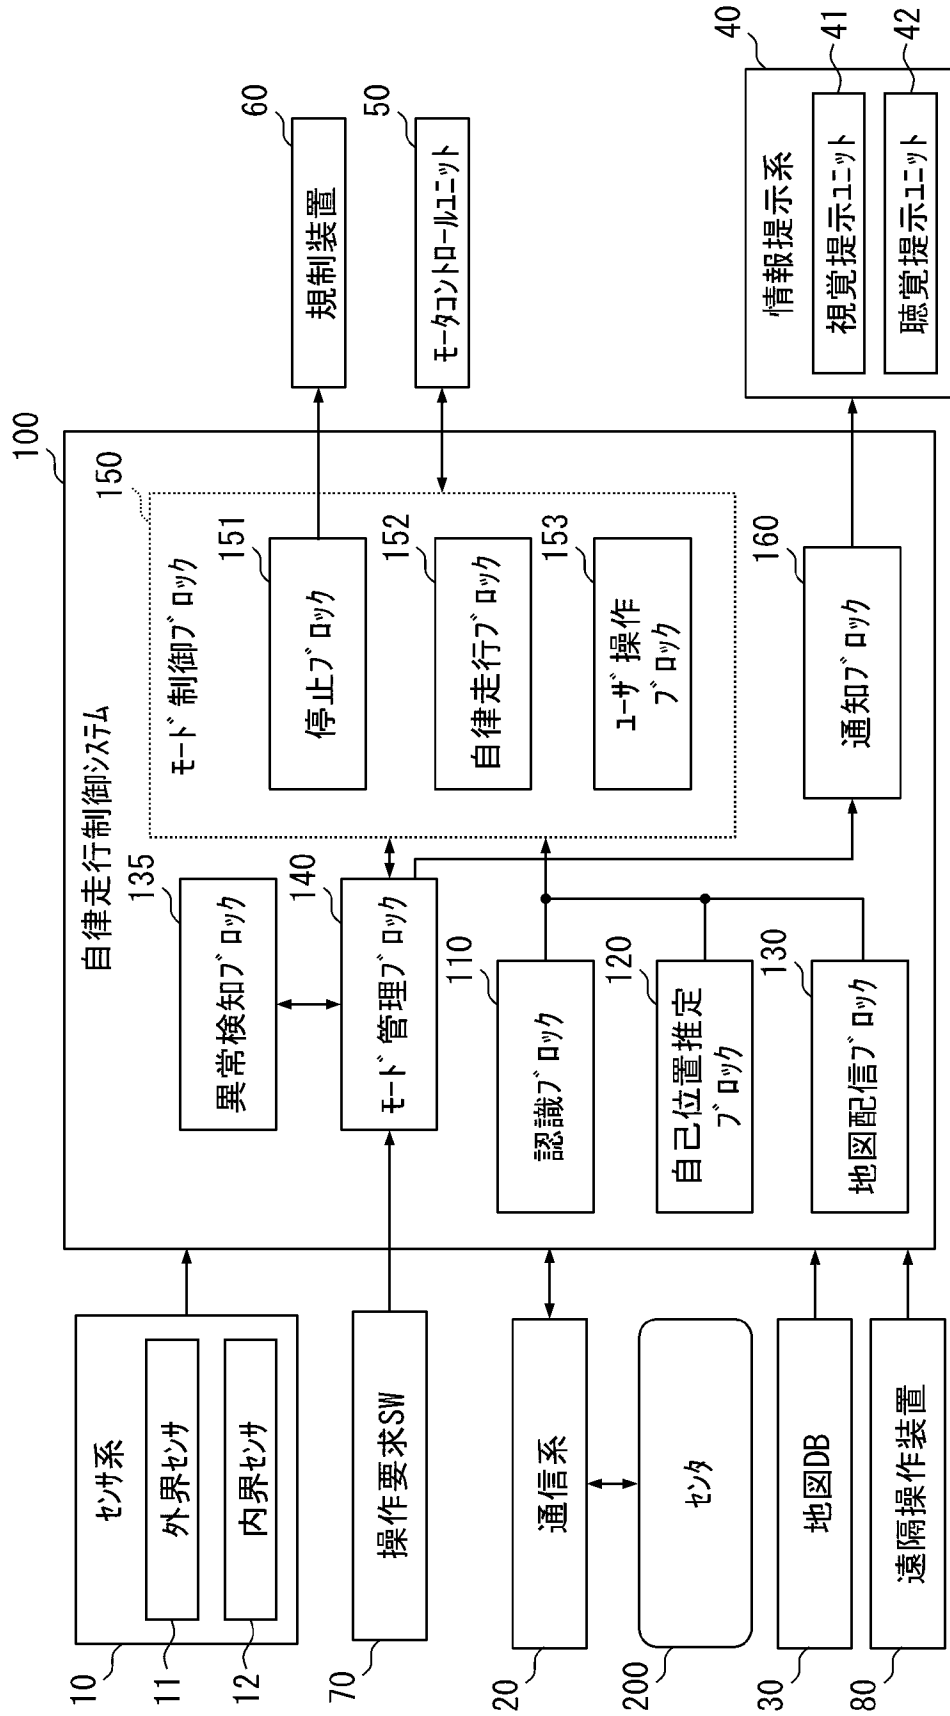 100
自律走行制御システム
10
センサ系
11
外界センサ
12
内界センサ
70
操作要求SW
20
通信系
200
センタ
30
地図DB
80
遠隔操作装置
135
異常検知ブロック
140
モード管理ブロック
110
認識ブロック
120
自己位置推定
ブロック
130
地図配信ブロック
150
モード制御ブロック
151
停止ブロック
152
自律走行ブロック
153
ユーザ操作
ブロック
160
通知ブロック
60
規制装置
50
モータコントロールユニット
40
情報提示系
41
視覚提示ユニット
42
聴覚提示ユニット